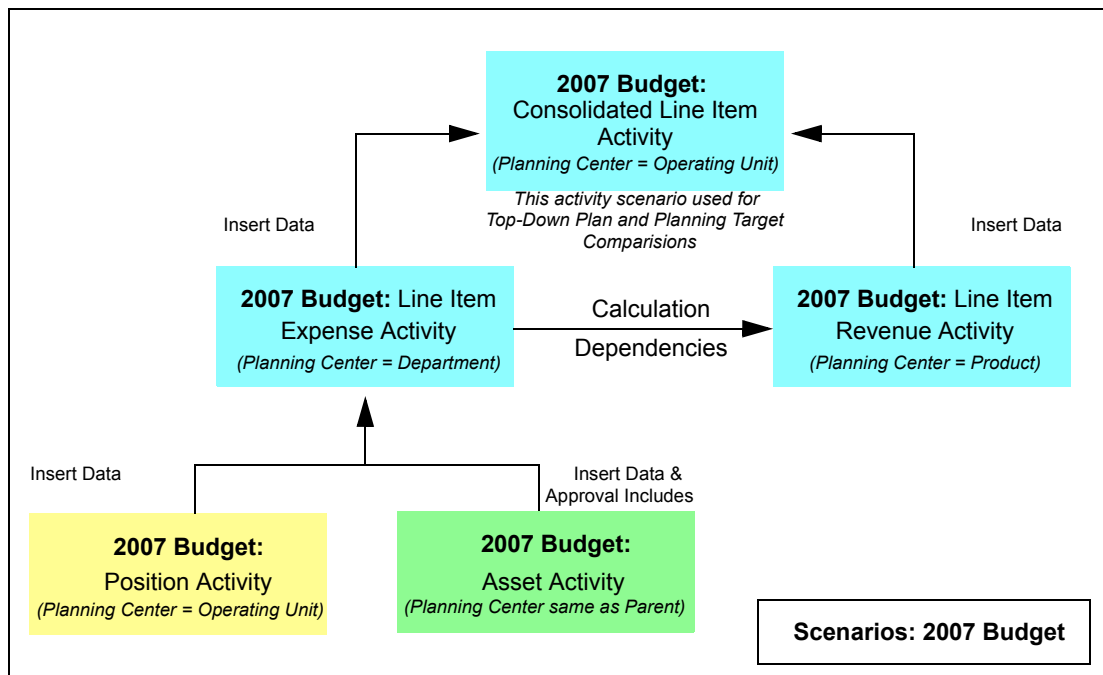 2007 Budget:
Consolidated Line Item
Activity
(Planning Center = Operating Unit)
This activity scenario used for
Top-Down Plan and Planning Target
Comparisions
Insert Data
Insert Data
2007 Budget: Line Item
Expense Activity
(Planning Center = Department)
Calculation
Dependencies
2007 Budget: Line Item
Revenue Activity
(Planning Center = Product)
Insert Data
Insert Data &
Approval Includes
2007 Budget:
Position Activity
(Planning Center = Operating Unit)
2007 Budget:
Asset Activity
(Planning Center same as Parent)
Scenarios: 2007 Budget